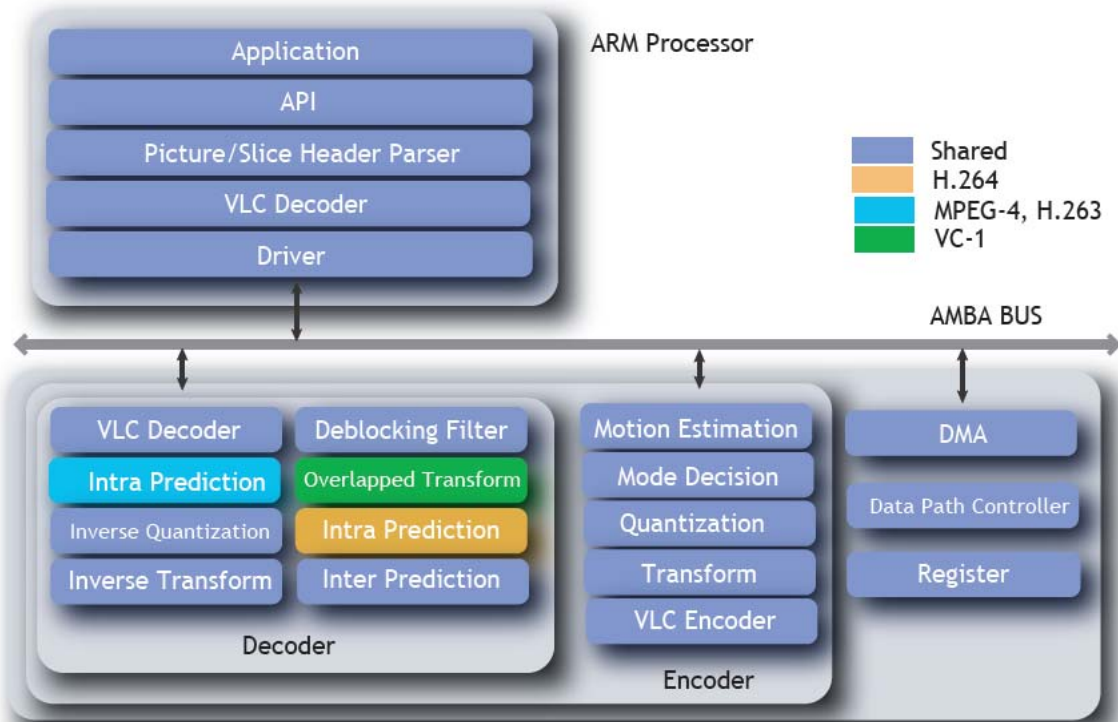 ARM Processor
Application
API
Picture/Slice Header Parser
VLC Decoder
Driver
Shared
H.264
MPEG-4, H.263
VC-1
AMBA BUS
VLC Decoder
Intra Prediction
Inverse Quantization
Inverse Transform
Deblocking Filter
Overlapped Transform
Intra Prediction
Inter Prediction
Decoder
Motion Estimation
Mode Decision
Quantization
Transform
VLC Encoder
Encoder
DMA
Data Path Controller
Register